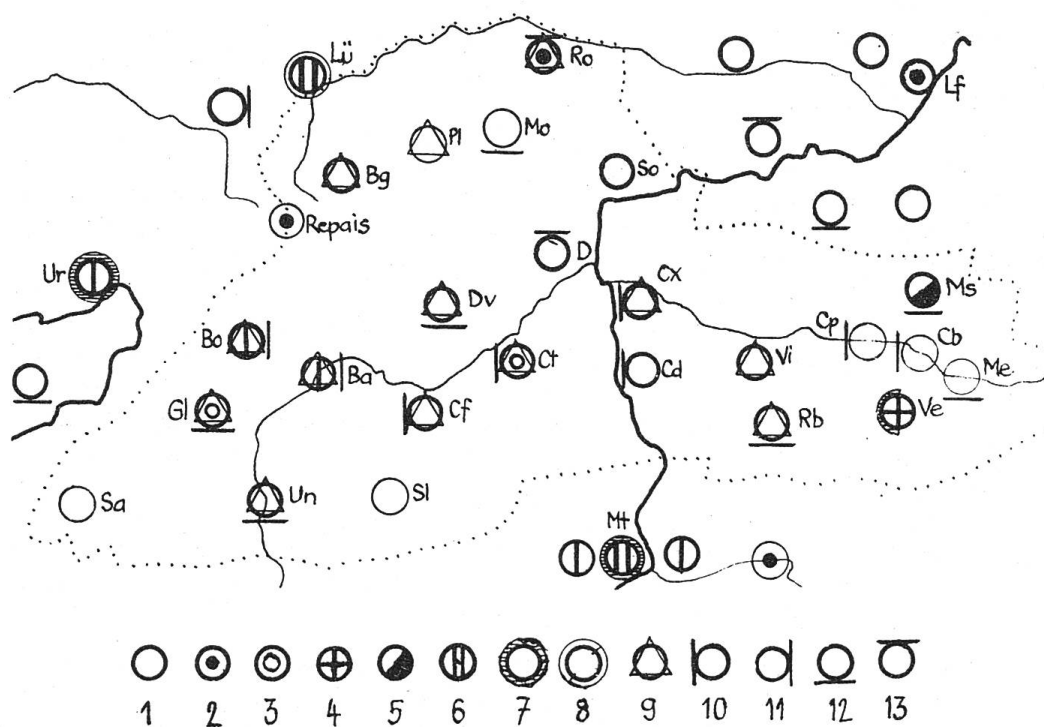 Lü
Ro
Lf
Mo
Pl
Bg
So
Repais
D
Ur
Cx
Ms
Dv
Bo
Cp
Cb
Ct
Vi
Ba
Cd
Me
Gl
Cf
Rb
Ve
Sa
Un
Sl
Mt
1 2 3 4 5 6 7 8 9 10 11 12 13